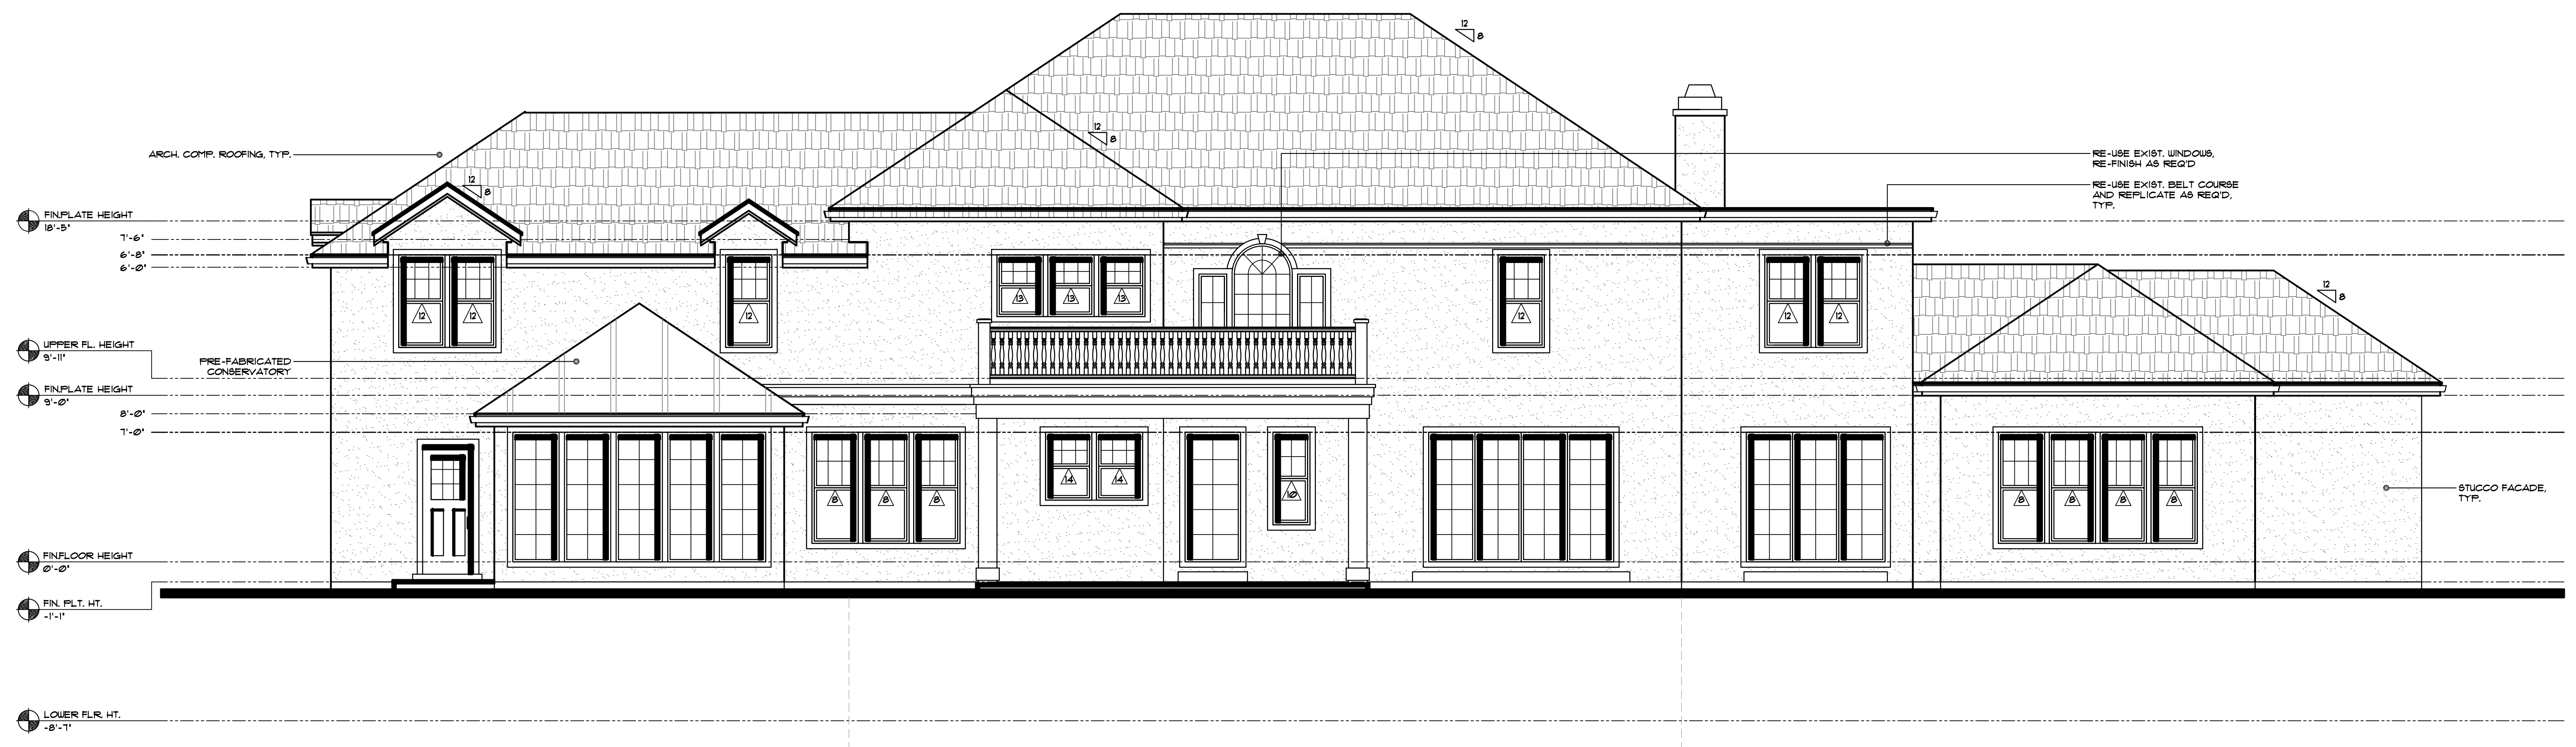 12
8
12
8
ARCH. COMP. ROOFING, TYP.
RE-USE EXIST. WINDOWS,
RE-FINISH AS REQ'D
12
8
RE-USE EXIST. BELT COURSE
AND REPLICATE AS REQ'D,
TYP.
FIN.PLATE HEIGHT
18'-5"
7'-6"
6'-8"
6'-0"
12
8
13
13
13
12
12
12
12
12
12
UPPER FL. HEIGHT
9'-11"
PRE-FABRICATED
CONSERVATORY
FIN.PLATE HEIGHT
9'-0"
8'-0"
7'-0"
14
14
8
8
8
10
8
8
8
8
STUCCO FACADE,
TYP.
FIN.FLOOR HEIGHT
0'-0"
FIN. PLT. HT.
-1'-1"
LOWER FLR. HT.
-8'-7"